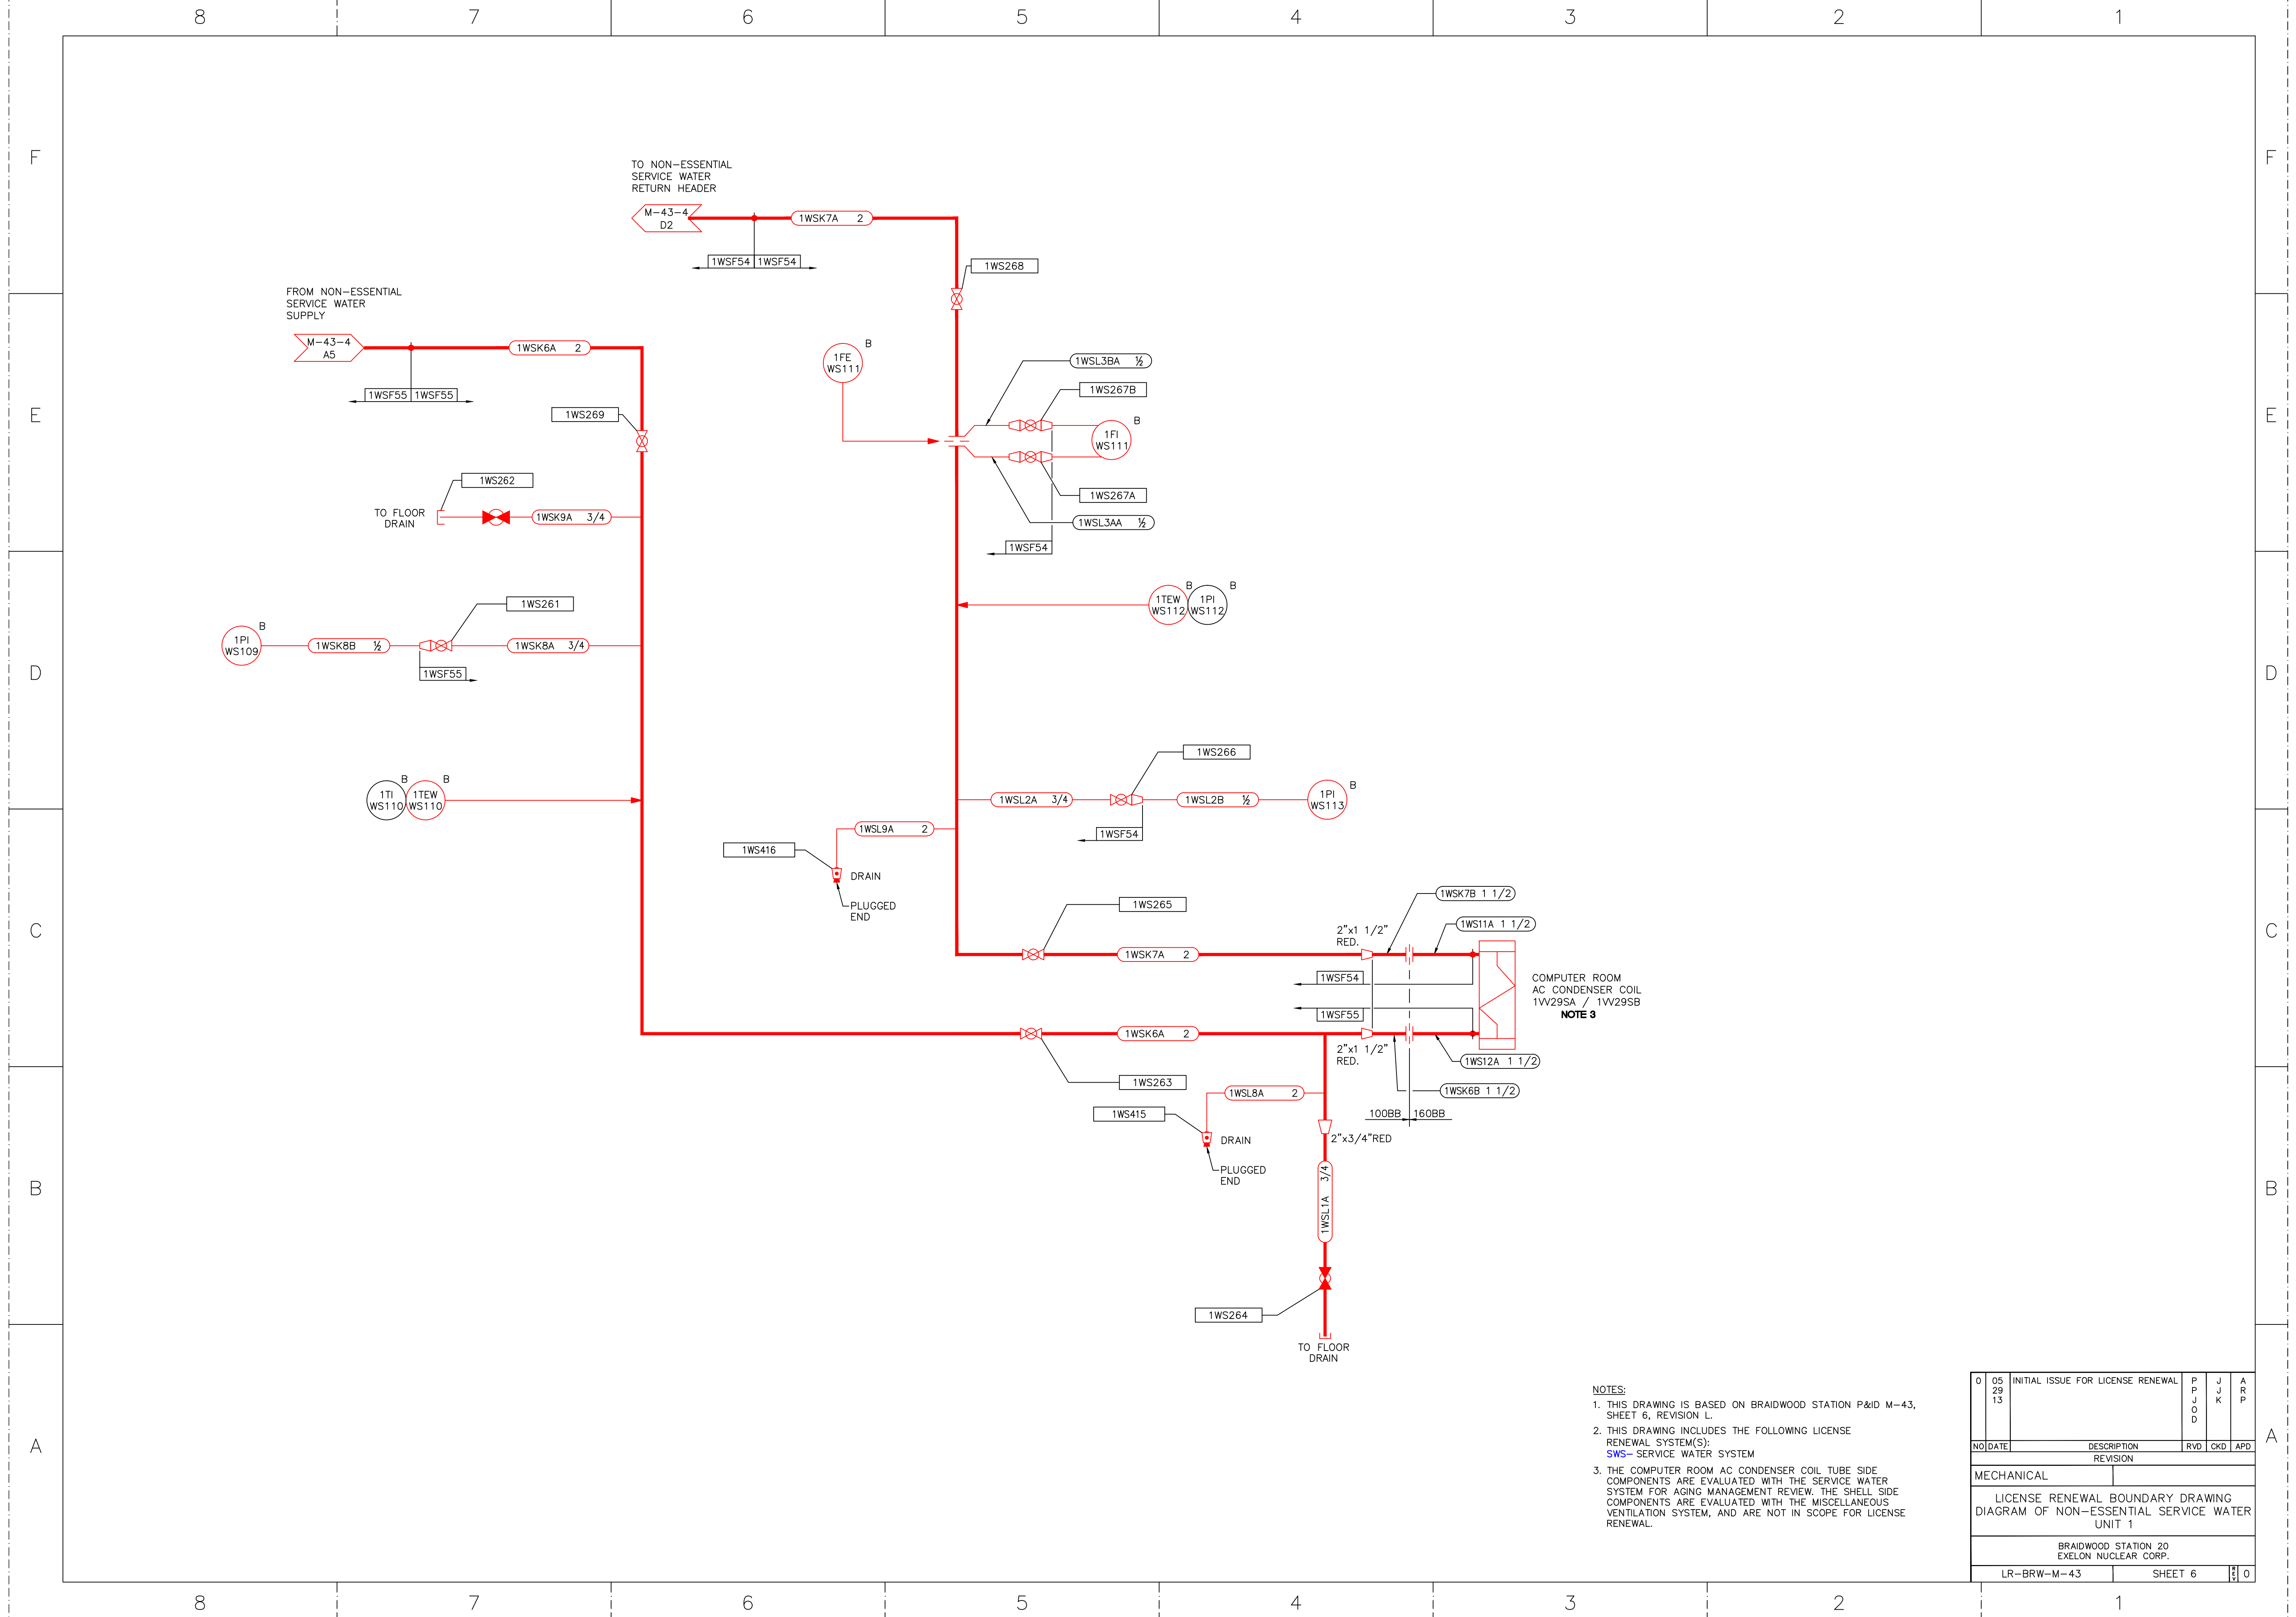 8 7 6 5 4 3 2 1
F
F
TO NON-ESSENTIAL
SERVICE WATER
RETURN HEADER
M-43-4
D2
1WSK7A 2
1WSF54 1WSF54
1WS268
FROM NON-ESSENTIAL
SERVICE WATER
SUPPLY
M-43-4
A5
1WSK6A 2
1WSF55 1WSF55
E
E
1WS269
1FE
WS111
B
1WSL3BA ½
1WS267B
1FI
WS111
B
1WS267A
1WSL3AA ½
1WSF54
1WS262
TO FLOOR
DRAIN
1WSK9A 3/4
1WS261
1PI
WS109
B
1WSK8B ½
1WSK8A 3/4
1WSF55
1TEW
WS112
B
1PI
WS112
B
D
D
1TI
WS110
B
1TEW
WS110
B
1WS266
1WSL2A 3/4
1WSL2B ½
1PI
WS113
B
1WSF54
1WSL9A 2
1WS416
DRAIN
PLUGGED
END
C
C
1WS265
1WSK7A 2
2"x1 1/2"
RED.
1WSK7B 1 1/2
1WS11A 1 1/2
1WSF54
1WSF55
COMPUTER ROOM
AC CONDENSER COIL
1VV29SA / 1VV29SB
NOTE 3
1WSK6A 2
2"x1 1/2"
RED.
1WS12A 1 1/2
1WSK6B 1 1/2
100BB 160BB
1WS263
1WSL8A 2
1WS415
DRAIN
PLUGGED
END
2"x3/4"RED
1WSL1A 3/4
B
B
1WS264
TO FLOOR
DRAIN
A
A
NOTES:
1. THIS DRAWING IS BASED ON BRAIDWOOD STATION P&ID M-43,
SHEET 6, REVISION L.
2. THIS DRAWING INCLUDES THE FOLLOWING LICENSE
RENEWAL SYSTEM(S):
SWS- SERVICE WATER SYSTEM
3. THE COMPUTER ROOM AC CONDENSER COIL TUBE SIDE
COMPONENTS ARE EVALUATED WITH THE SERVICE WATER
SYSTEM FOR AGING MANAGEMENT REVIEW. THE SHELL SIDE
COMPONENTS ARE EVALUATED WITH THE MISCELLANEOUS
VENTILATION SYSTEM, AND ARE NOT IN SCOPE FOR LICENSE
RENEWAL.
0 05 INITIAL ISSUE FOR LICENSE RENEWAL P J A
29 P J R
13 J K P
O
D
NO DATE DESCRIPTION RVD CKD APD
REVISION
MECHANICAL
LICENSE RENEWAL BOUNDARY DRAWING
DIAGRAM OF NON-ESSENTIAL SERVICE WATER
UNIT 1
BRAIDWOOD STATION 20
EXELON NUCLEAR CORP.
LR-BRW-M-43 SHEET 6 REV 0
8 7 6 5 4 3 2 1